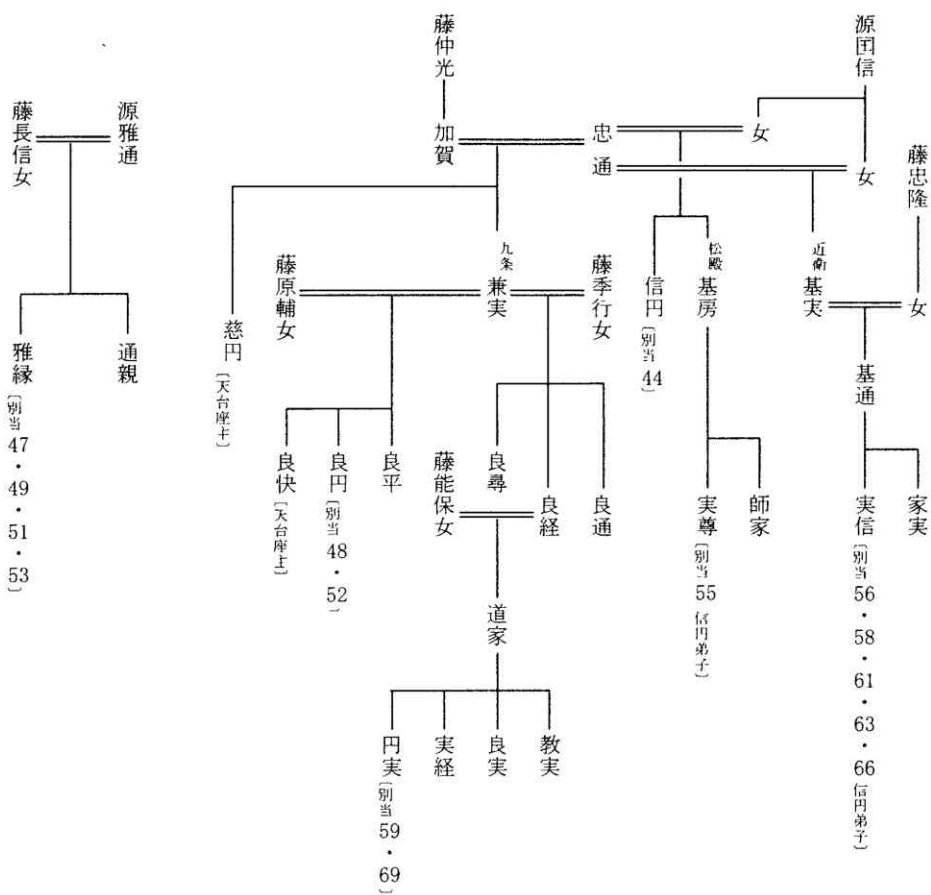 源国信
女
女
藤忠隆
女
忠通
藤仲光
加賀
近衛
基実
基通
家実
実信〔別当56・58・61・63・66信円弟子〕
松殿
基房
信円〔別当44〕
師家
実尊〔別当55信円弟子〕
藤季行女
九条
兼実
藤原輔女
慈円〔天台座主〕
良通
良経
良尋
藤能保女
良平
良円〔別当48・52〕
良快〔天台座主〕
道家
教実
良実
実経
円実〔別当59・69〕
源雅通
藤長信女
通親
雅縁〔別当47・49・51・53〕